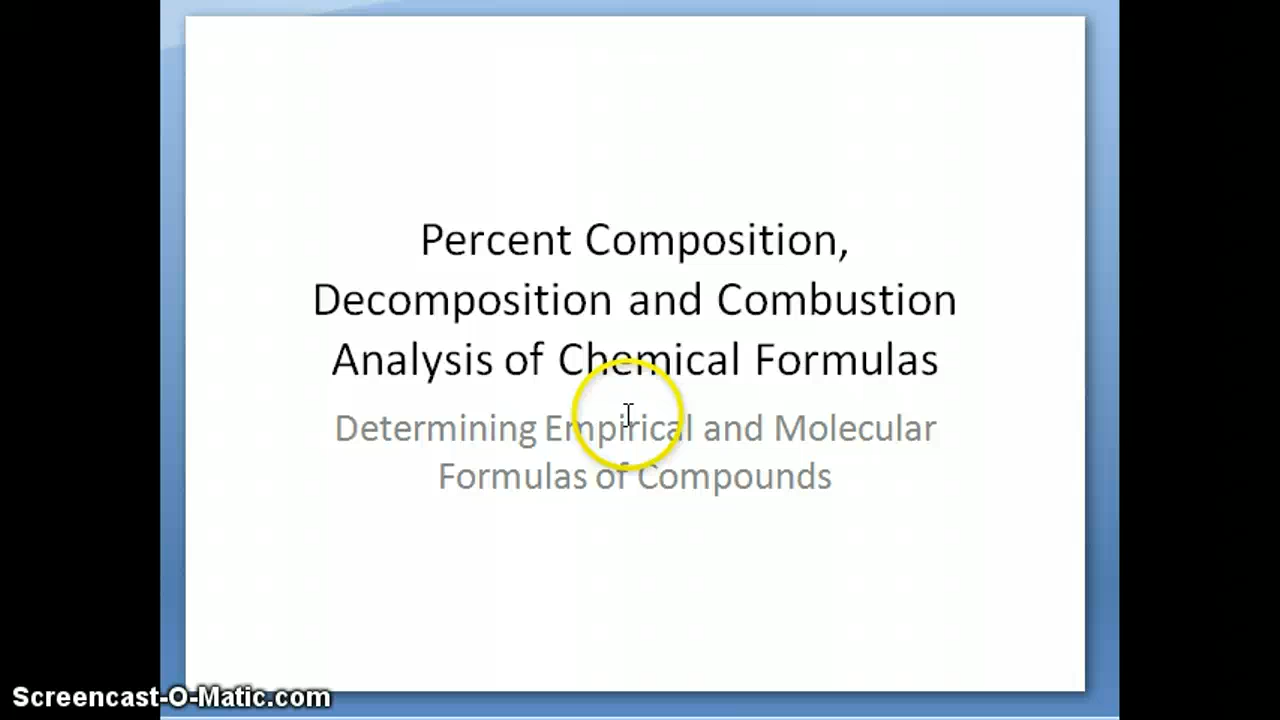 Percent Composition,
Decomposition and Combustion
Analysis of Chemical Formulas
Determining Empirical and Molecular
Formulas of Compounds
Screencast-O-Matic.com